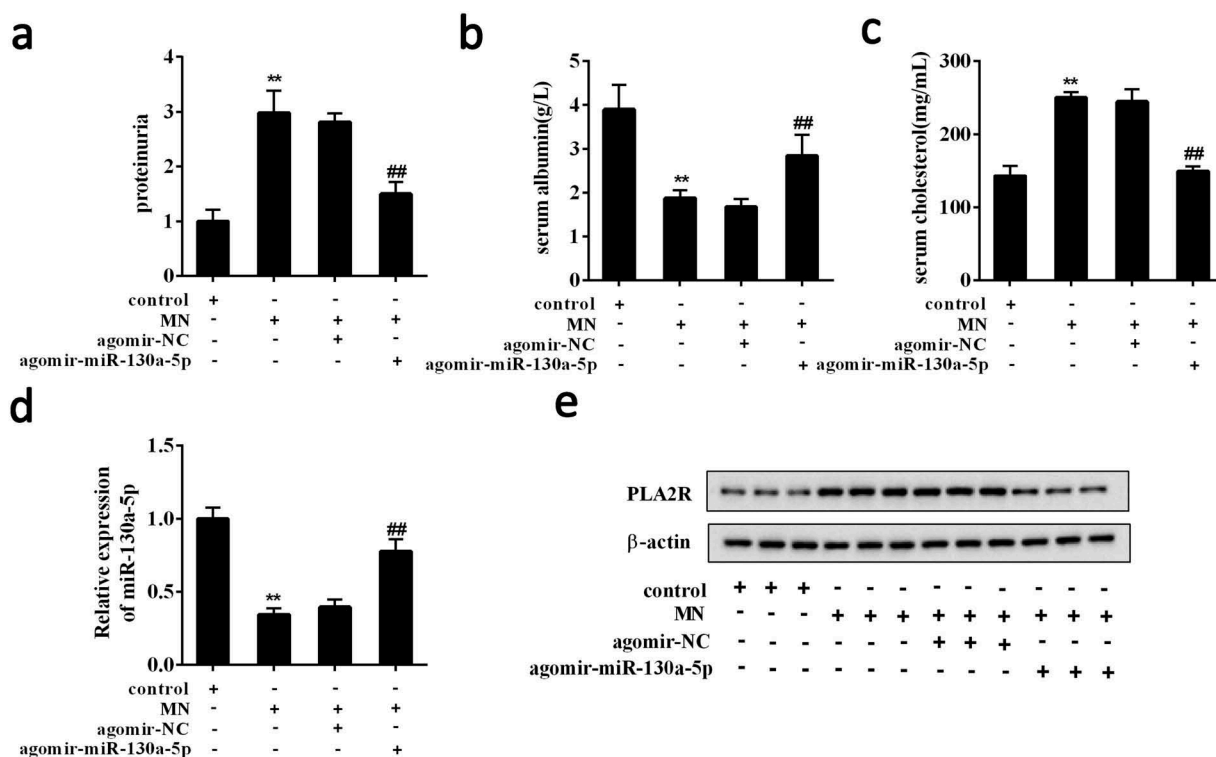 a
proteinuria
4
3
2
1
0
**
##
control + - - -
MN - + + +
agomir-NC - - + -
agomir-miR-130a-5p - - - +
b
serum albumin(g/L)
5
4
3
2
1
0
**
##
control + - - -
MN - + + +
agomir-NC - - + -
agomir-miR-130a-5p - - - +
c
serum cholesterol(mg/mL)
300
200
100
0
**
##
control + - - -
MN - + + +
agomir-NC - - + -
agomir-miR-130a-5p - - - +
d
Relative expression
of miR-130a-5p
1.5
1.0
0.5
0.0
**
##
control + - - -
MN - + + +
agomir-NC - - + -
agomir-miR-130a-5p - - - +
e
PLA2R
β-actin
control + + + - - - - - - - - -
MN - - - + + + + + + + + +
agomir-NC - - - - - - + + + - - -
agomir-miR-130a-5p - - - - - - - - - + + +